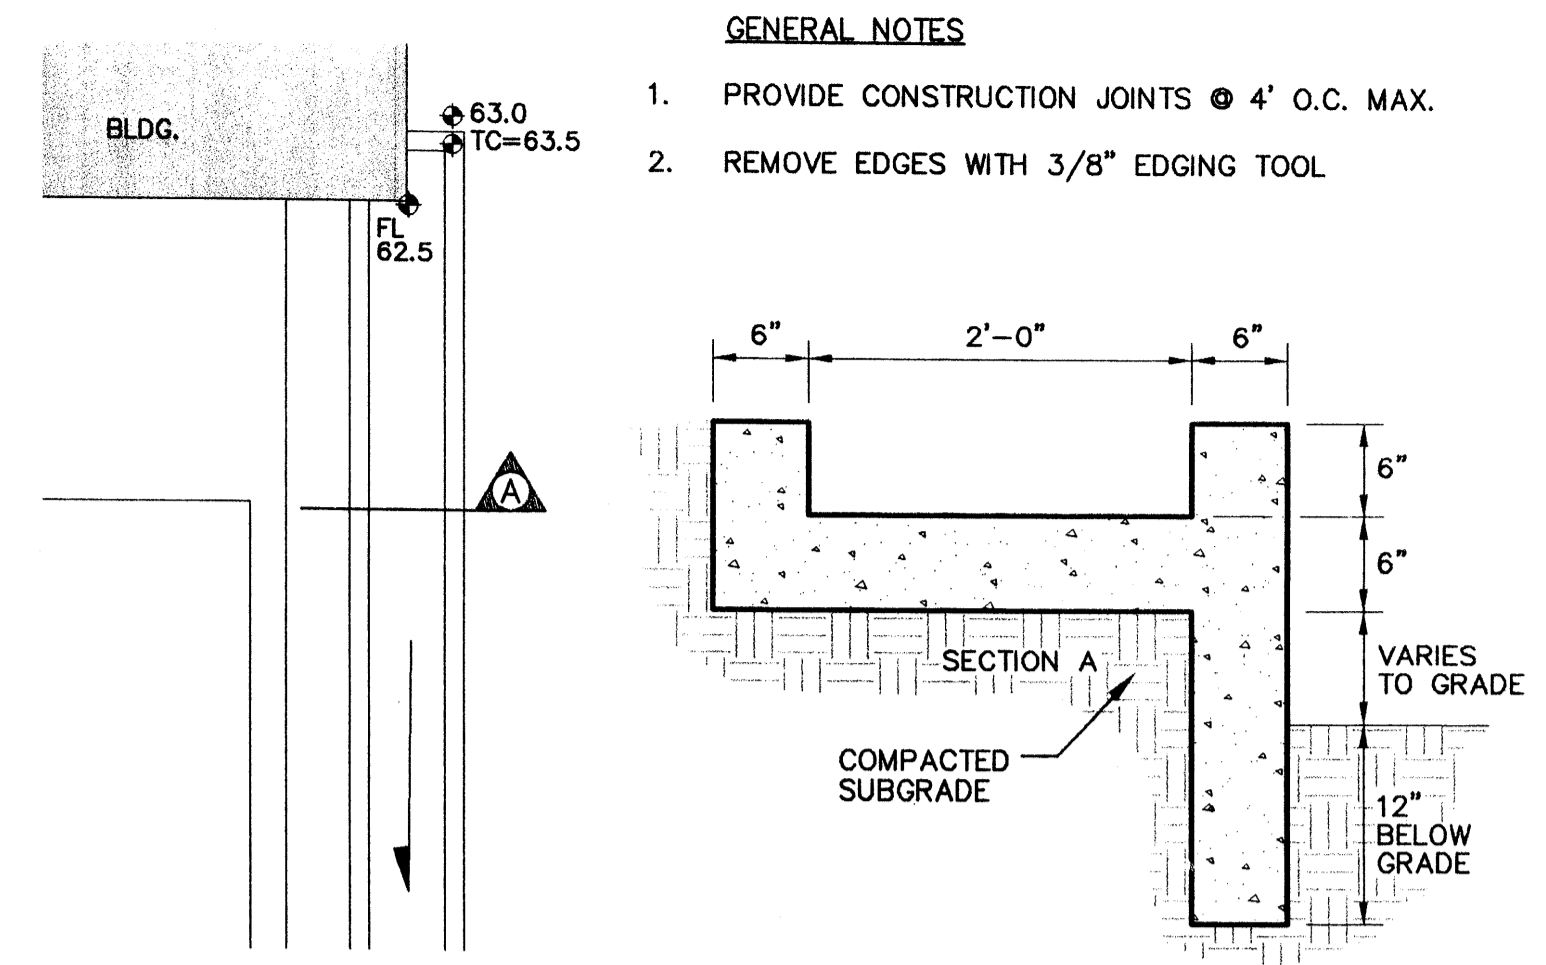 GENERAL NOTES
1. PROVIDE CONSTRUCTION JOINTS @ 4' O.C. MAX.
2. REMOVE EDGES WITH 3/8" EDGING TOOL
BLDG.
63.0
TC=63.5
FL
62.5
A
6"
2'-0"
6"
6"
6"
VARIES
TO GRADE
12"
BELOW
GRADE
SECTION A
COMPACTED
SUBGRADE